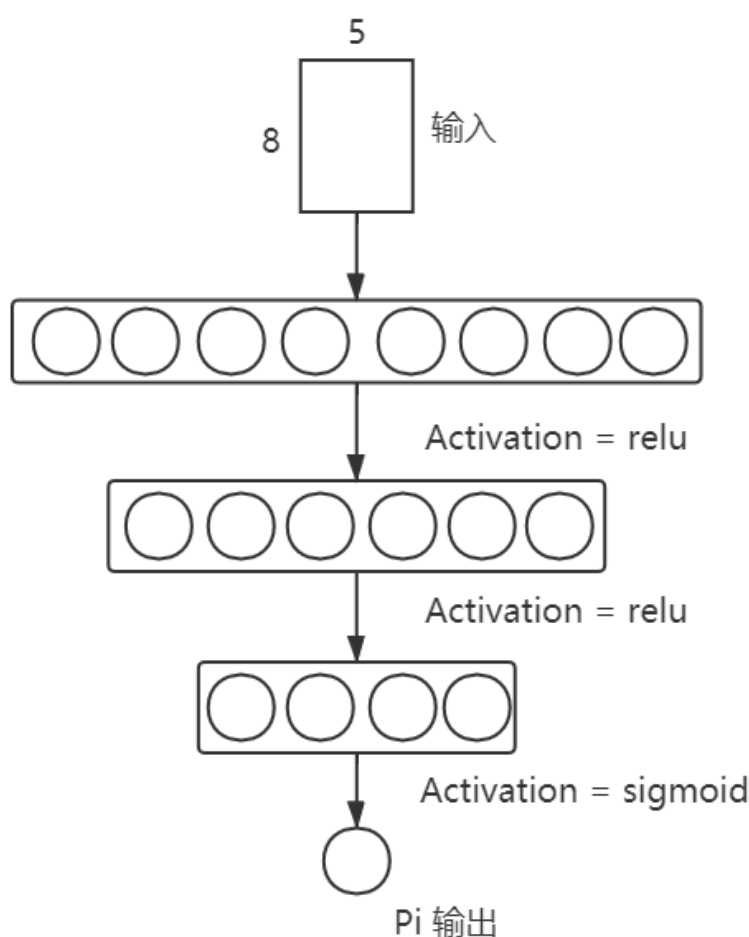 5
8
输入
Activation = relu
Activation = relu
Activation = sigmoid
Pi 输出